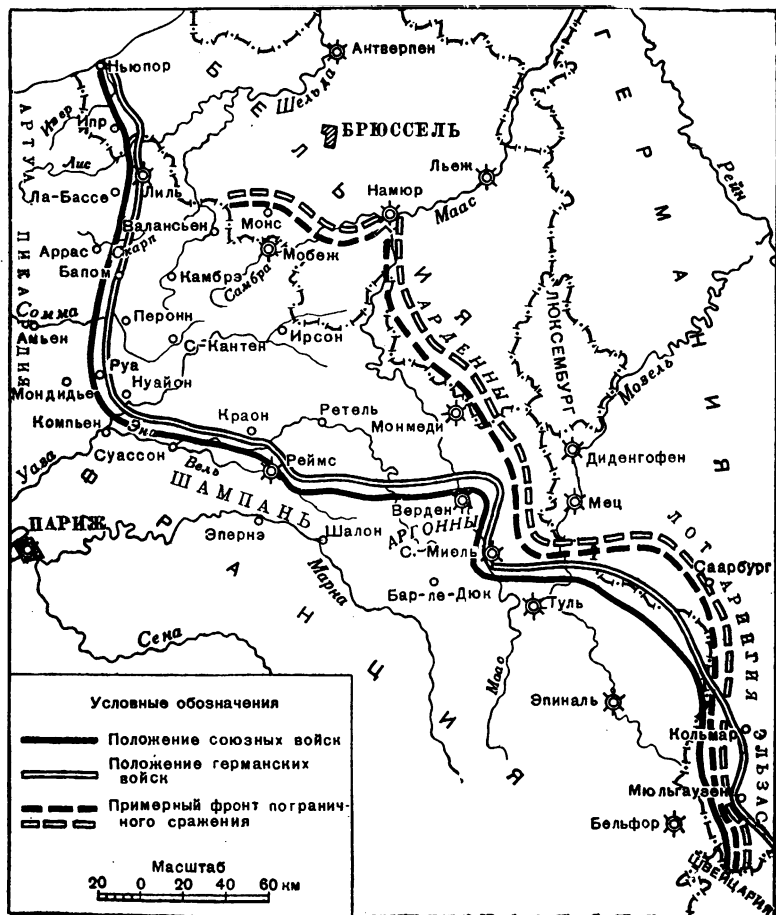 Ньюпор
Антверпен
БЕЛЬГИЯ
ГЕРМАНИЯ
Шельда
Изер
Ипр
БРЮССЕЛЬ
АРТУА
Лис
Лиль
Льеж
Намюр
Рейн
Ла-Бассе
Маас
Валансьен
Монс
Скарп
Аррас
Мобеж
Бапом
Камбрэ
Самбра
ПИКАРДИЯ
Сомма
Перонн
АРДЕННЫ
ЛЮКСЕМБУРГ
Амьен
С.-Кантен
Ирсон
Мозель
Руа
Нуайон
Мондидье
Краон
Ретель
Монмеди
Компьен
Эна
Суассон
Вель
Реймс
Диденгофен
Уаза
ШАМПАНЬ
Верден
Мец
ПАРИЖ
Эпернэ
Шалон
АРГОННЫ
ЛОТАРИНГИЯ
С.-Миель
Саарбург
ФРАНЦИЯ
Марна
Бар-ле-Дюк
Туль
Сена
Маас
Эпиналь
Кольмар
ЭЛЬЗАС
Мюльгаузен
Бельфор
ШВЕЙЦАРИЯ
Условные обозначения
Положение союзных войск
Положение германских
войск
Примерный фронт погранич-
ного сражения
Масштаб
20 0 20 60 км